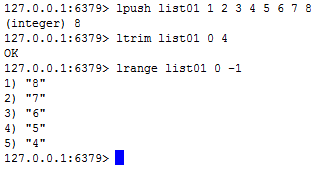 127.0.0.1:6379> lpush list01 1 2 3 4 5 6 7 8
(integer) 8
127.0.0.1:6379> ltrim list01 0 4
OK
127.0.0.1:6379> lrange list01 0 -1
1) "8"
2) "7"
3) "6"
4) "5"
5) "4"
127.0.0.1:6379>